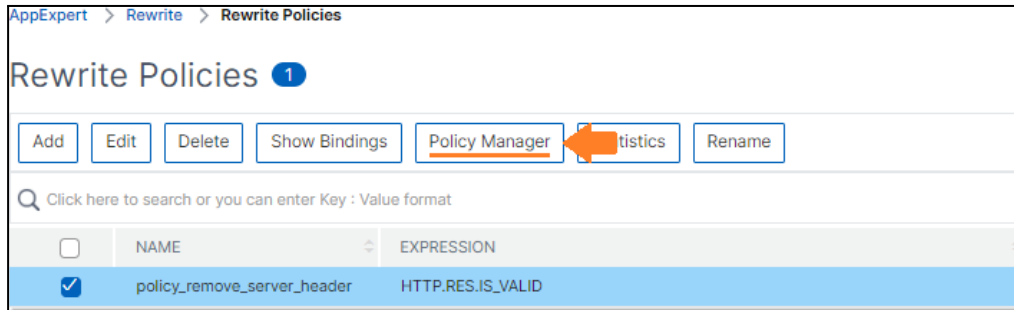 AppExpert > Rewrite > Rewrite Policies
Rewrite Policies 1
Add Edit Delete Show Bindings Policy Manager tistics Rename
Click here to search or you can enter Key : Value format
NAME EXPRESSION
policy_remove_server_header HTTP.RES.IS_VALID